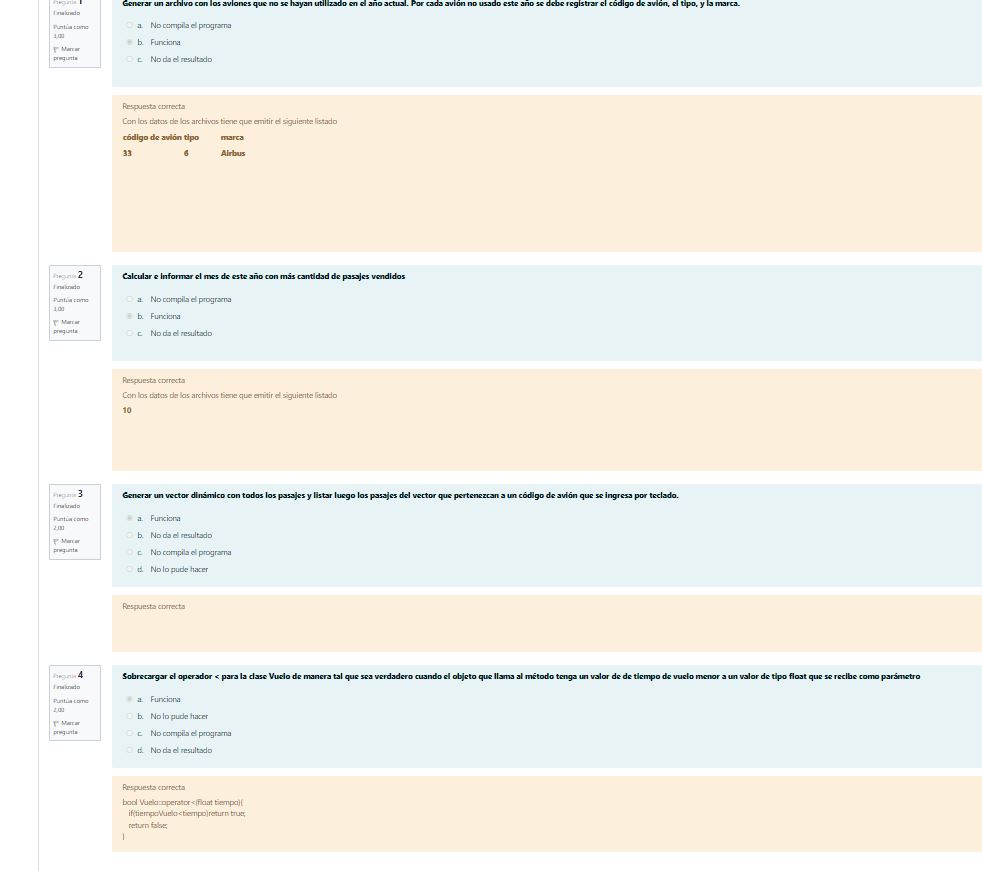 Pregunta 1
Finalizado
Puntúa como
3,00
Marcar
pregunta
Generar un archivo con los aviones que no se hayan utilizado en el año actual. Por cada avión no usado este año se debe registrar el código de avión, el tipo, y la marca.
a. No compila el programa
b. Funciona
c. No da el resultado
Respuesta correcta
Con los datos de los archivos tiene que emitir el siguiente listado
código de avión tipo marca
33 6 Airbus
Pregunta 2
Finalizado
Puntúa como
3,00
Marcar
pregunta
Calcular e informar el mes de este año con más cantidad de pasajes vendidos
a. No compila el programa
b. Funciona
c. No da el resultado
Respuesta correcta
Con los datos de los archivos tiene que emitir el siguiente listado
10
Pregunta 3
Finalizado
Puntúa como
2,00
Marcar
pregunta
Generar un vector dinámico con todos los pasajes y listar luego los pasajes del vector que pertenezcan a un código de avión que se ingresa por teclado.
a. Funciona
b. No da el resultado
c. No compila el programa
d. No lo pude hacer
Respuesta correcta
Pregunta 4
Finalizado
Puntúa como
2,00
Marcar
pregunta
Sobrecargar el operador < para la clase Vuelo de manera tal que sea verdadero cuando el objeto que llama al método tenga un valor de de tiempo de vuelo menor a un valor de tipo float que se recibe como parámetro
a. Funciona
b. No lo pude hacer
c. No compila el programa
d. No da el resultado
Respuesta correcta
bool Vuelo::operator<(float tiempo){
if(tiempoVuelo<tiempo)return true;
return false;
}